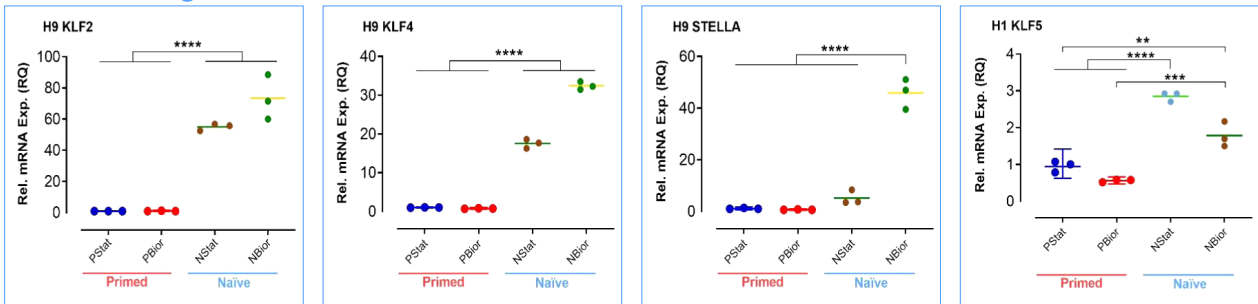 H9 KLF2
Rel. mRNA Exp. (RQ)
100
80
60
40
20
0
****
PStat
PBior
NStat
NBior
Primed
Naïve
H9 KLF4
Rel. mRNA Exp. (RQ)
40
30
20
10
0
****
PStat
PBior
NStat
NBior
Primed
Naïve
H9 STELLA
Rel. mRNA Exp. (RQ)
60
40
20
0
****
PStat
PBior
NStat
NBior
Primed
Naïve
H1 KLF5
Rel. mRNA Exp. (RQ)
4
3
2
1
0
**
****
***
PStat
PBior
NStat
NBior
Primed
Naïve